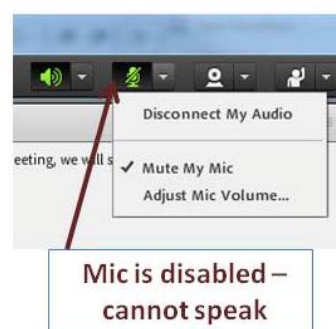 Disconnect My Audio
eeting, we will s
✓ Mute My Mic
Adjust Mic Volume...
Mic is disabled –
cannot speak